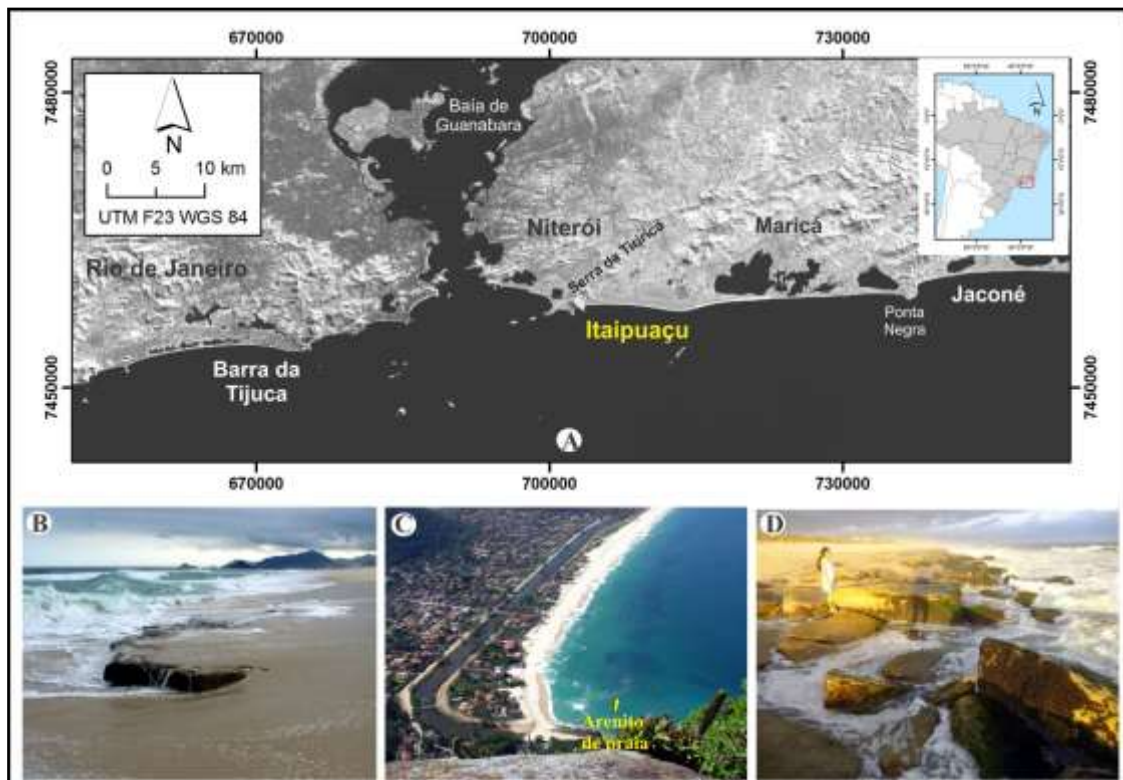 670000
700000
730000
7480000
7480000
N
0 5 10 km
UTM F23 WGS 84
Baia de
Guanabara
Niterói
Maricá
Serra da Tiririca
Rio de Janeiro
Jaconé
Itaipuaçu
Ponta
Negra
Barra da
Tijuca
7450000
7450000
A
670000
700000
730000
B
C
D
Arenito
de praia